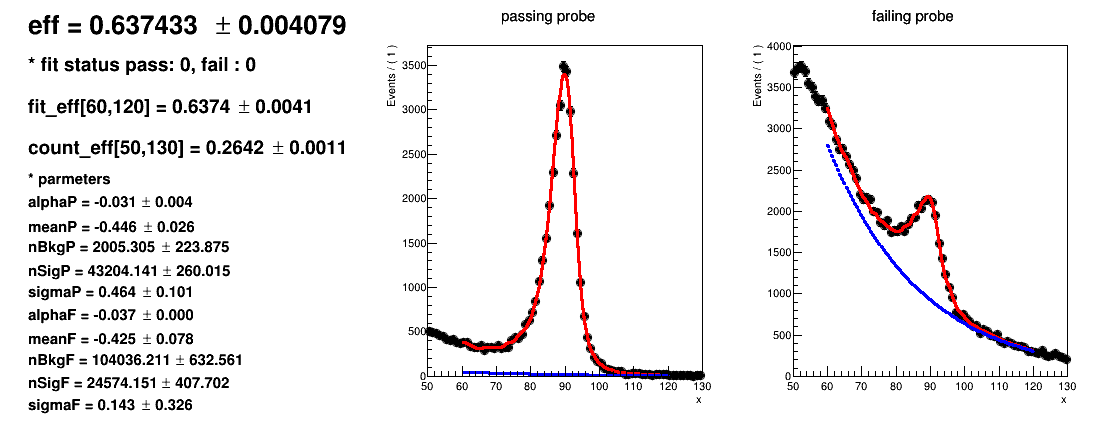 eff = 0.637433 ± 0.004079
* fit status pass: 0, fail : 0
fit_eff[60,120] = 0.6374 ± 0.0041
count_eff[50,130] = 0.2642 ± 0.0011
* parmeters
alphaP = -0.031 ± 0.004
meanP = -0.446 ± 0.026
nBkgP = 2005.305 ± 223.875
nSigP = 43204.141 ± 260.015
sigmaP = 0.464 ± 0.101
alphaF = -0.037 ± 0.000
meanF = -0.425 ± 0.078
nBkgF = 104036.211 ± 632.561
nSigF = 24574.151 ± 407.702
sigmaF = 0.143 ± 0.326
passing probe
Events / ( 1 )
3500
3000
2500
2000
1500
1000
500
0
50 60 70 80 90 100 110 120 130
x
failing probe
Events / ( 1 )
4000
3500
3000
2500
2000
1500
1000
500
0
50 60 70 80 90 100 110 120 130
x